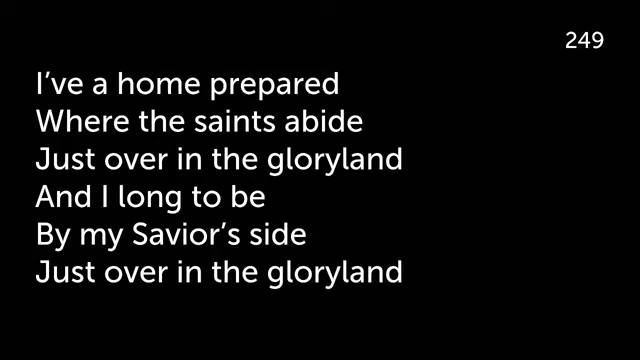 249
I’ve a home prepared
Where the saints abide
Just over in the gloryland
And I long to be
By my Savior’s side
Just over in the gloryland